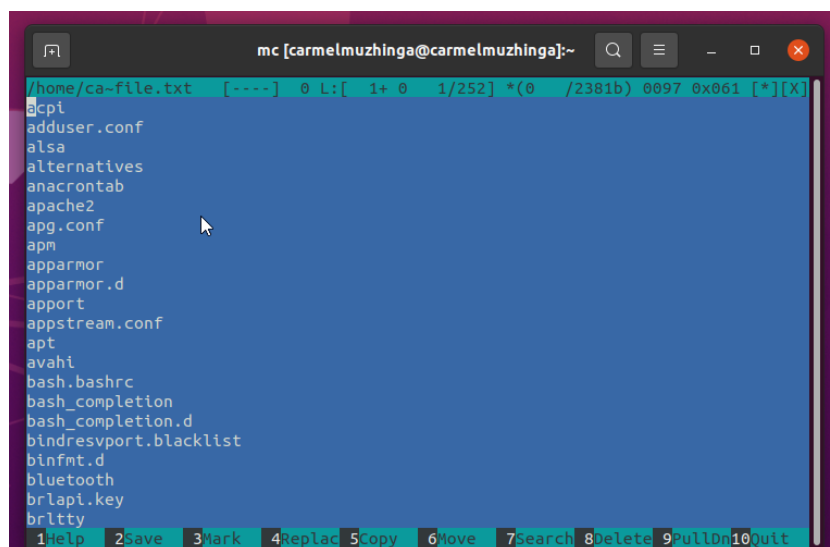 mc [carmelmuzhinga@carmelmuzhinga]:~
/home/ca~file.txt [----] 0 L:[ 1+ 0 1/252] *(0 /2381b) 0097 0x061 [*][X]
acpi
adduser.conf
alsa
alternatives
anacrontab
apache2
apg.conf
apm
apparmor
apparmor.d
apport
appstream.conf
apt
avahi
bash.bashrc
bash_completion
bash_completion.d
bindresvport.blacklist
binfmt.d
bluetooth
brlapi.key
brltty
1Help 2Save 3Mark 4Replac 5Copy 6Move 7Search 8Delete 9PullDn 10Quit